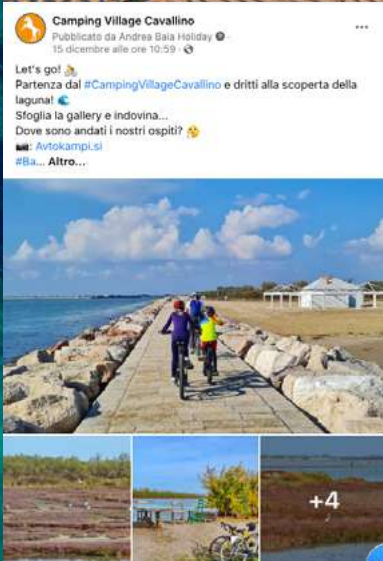 Camping Village Cavallino
Pubblicato da Andrea Baia Holiday
15 dicembre alle ore 10:59 ·
Let's go!
Partenza dal #CampingVillageCavallino e dritti alla scoperta della
laguna!
Sfoglia la gallery e indovina...
Dove sono andati i nostri ospiti?
: Avtokampi.si
#Ba... Altro...
+4